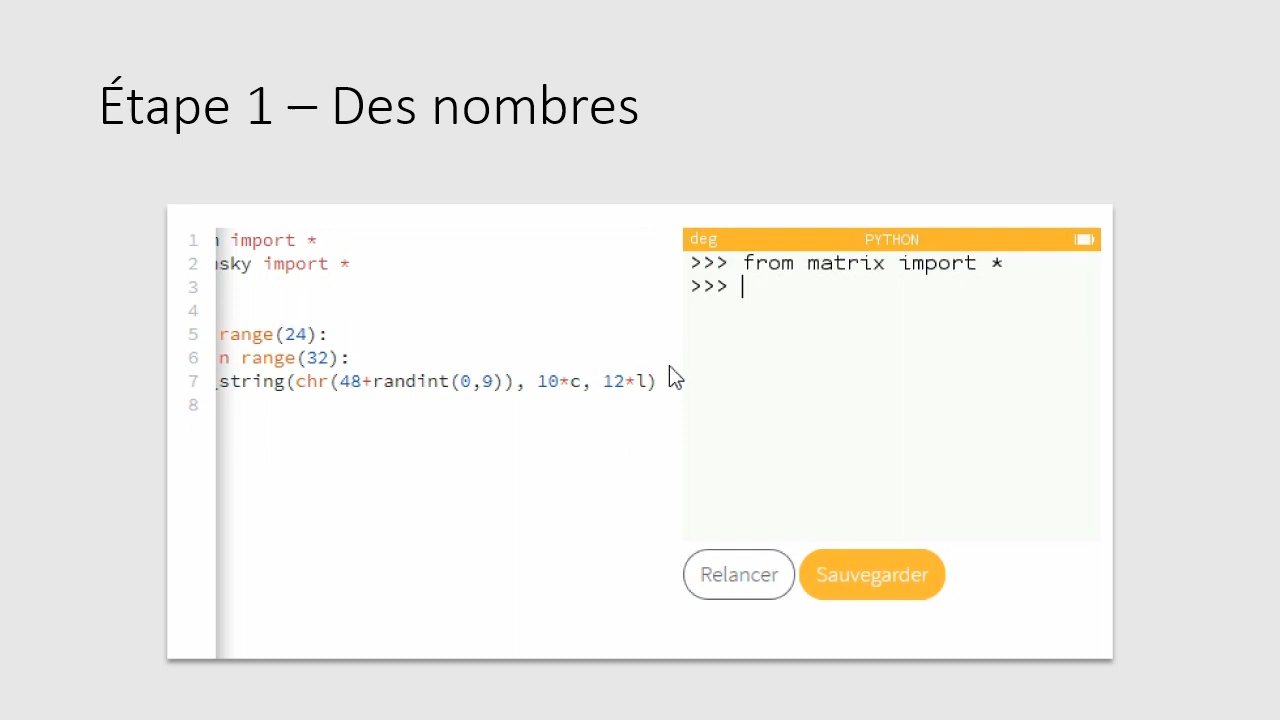 Étape 1 – Des nombres
1 import *
2 sky import *
3
4
5 range(24):
6 n range(32):
7 _string(chr(48+randint(0,9)), 10*c, 12*l)
8
deg PYTHON
>>> from matrix import *
>>>
Relancer Sauvegarder